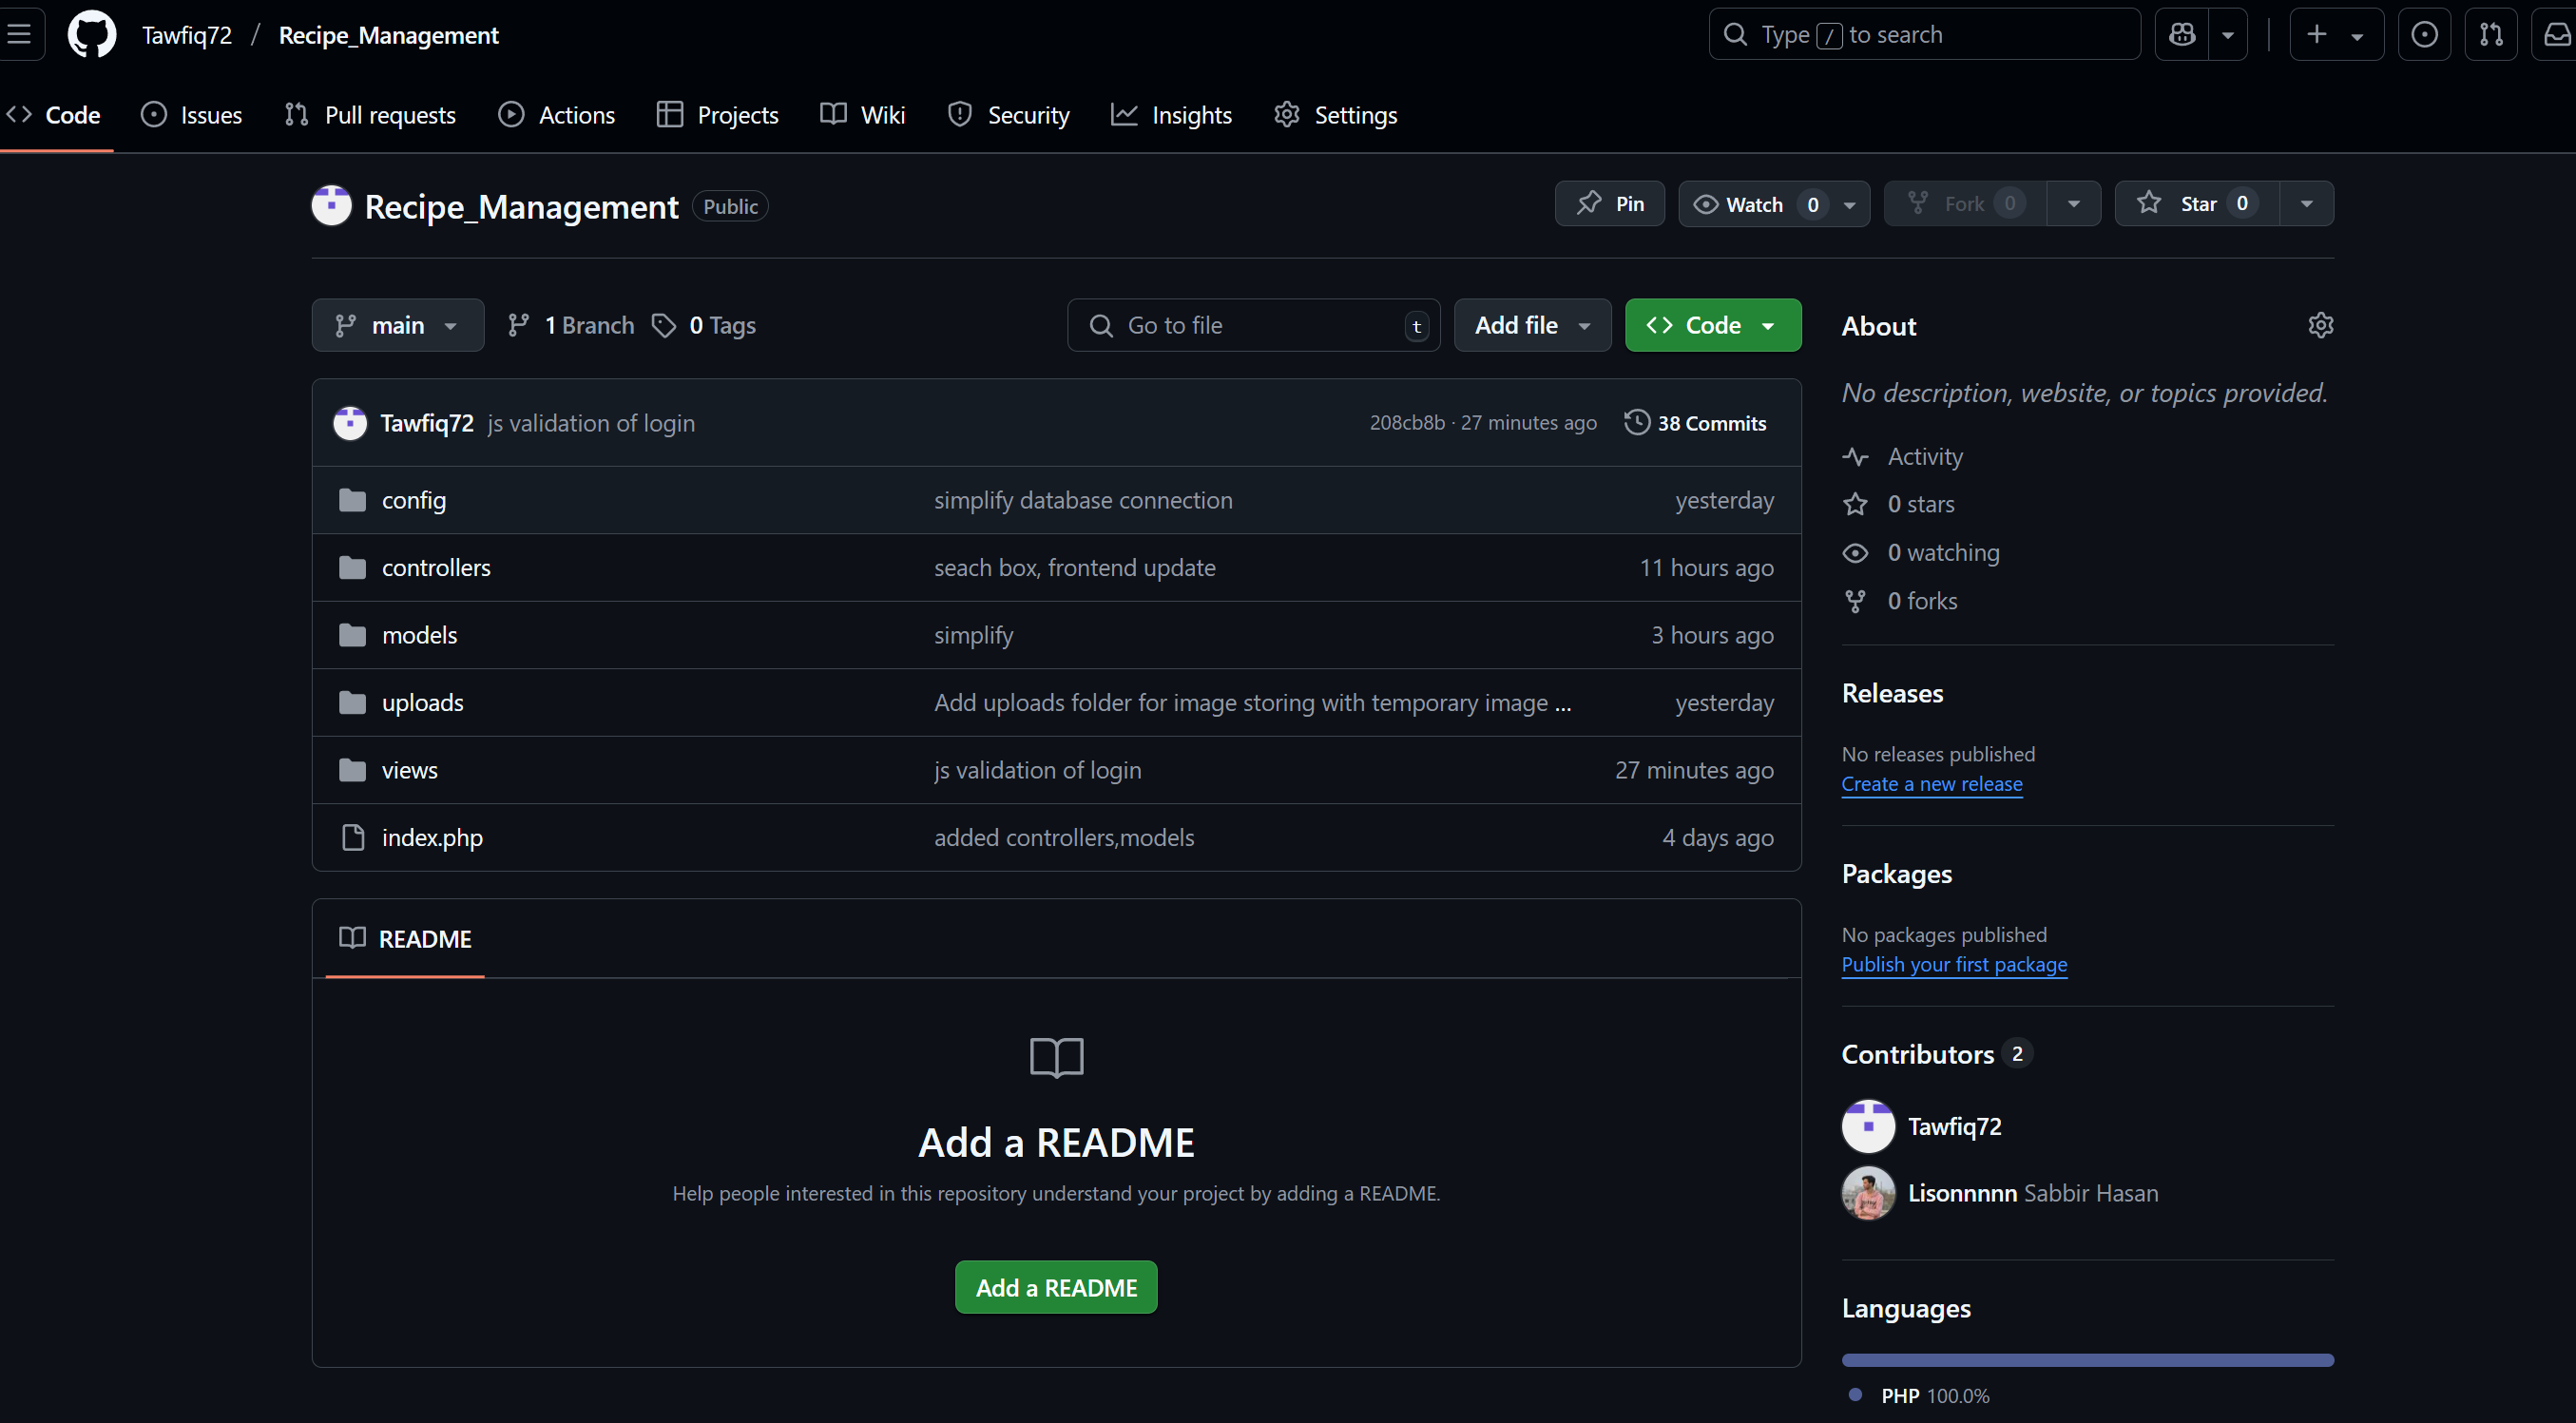 Tawfiq72 / Recipe_Management
Type / to search
Code Issues Pull requests Actions Projects Wiki Security Insights Settings
Recipe_Management Public
Pin Watch 0 Fork 0 Star 0
main 1 Branch 0 Tags Go to file t Add file Code
Tawfiq72 js validation of login 208cb8b · 27 minutes ago 38 Commits
config simplify database connection yesterday
controllers seach box, frontend update 11 hours ago
models simplify 3 hours ago
uploads Add uploads folder for image storing with temporary image ... yesterday
views js validation of login 27 minutes ago
index.php added controllers,models 4 days ago
README
Add a README
Help people interested in this repository understand your project by adding a README.
Add a README
About
No description, website, or topics provided.
Activity
0 stars
0 watching
0 forks
Releases
No releases published
Create a new release
Packages
No packages published
Publish your first package
Contributors 2
Tawfiq72
Lisonnnnn Sabbir Hasan
Languages
PHP 100.0%